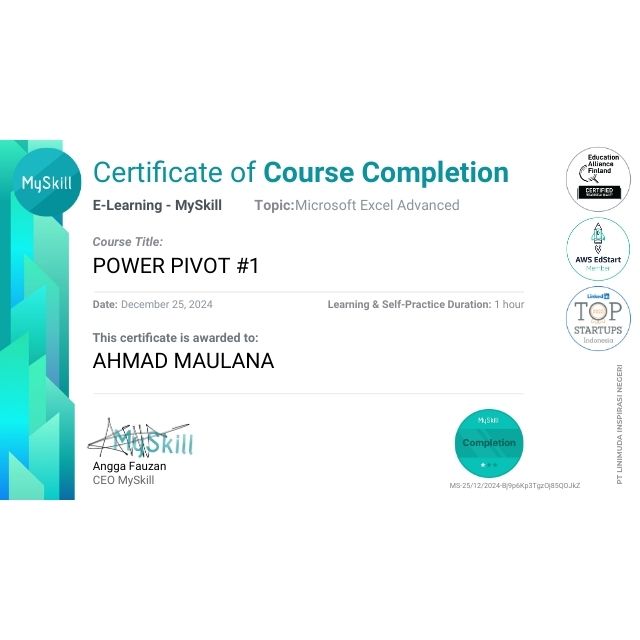 MySkill
Certificate of Course Completion
E-Learning - MySkill Topic:Microsoft Excel Advanced
Course Title:
POWER PIVOT #1
Date: December 25, 2024 Learning & Self-Practice Duration: 1 hour
This certificate is awarded to:
AHMAD MAULANA
MySkill
Angga Fauzan
CEO MySkill
MySkill
Completion
MS-25/12/2024-Bj9p6Kp3TgzOj85QOJkZ
Education
Alliance
Finland
CERTIFIED
AWS EdStart
Member
LinkedIn
TOP
STARTUPS
Indonesia
PT LINIMUDA INSPIRASI NEGERI